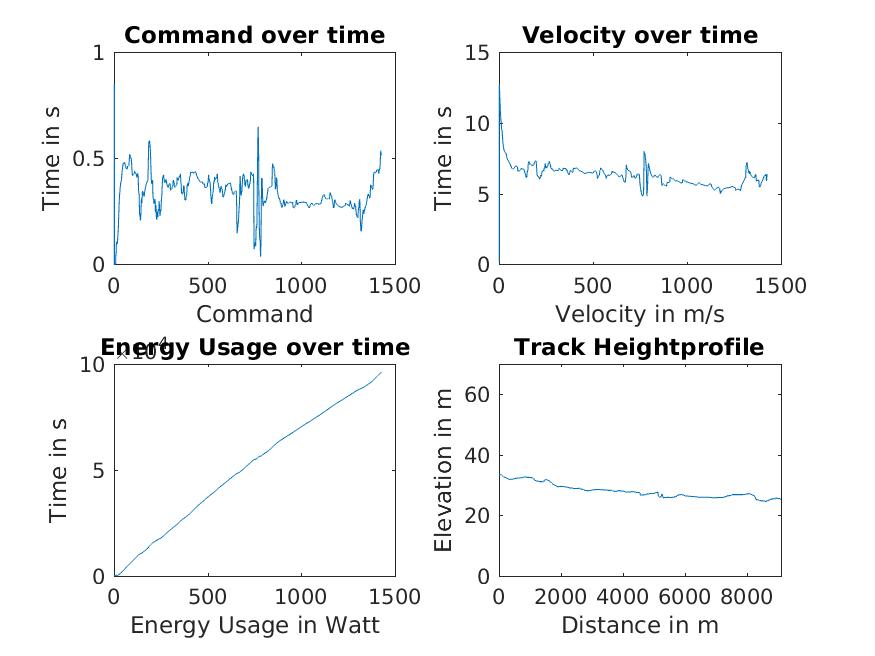 Command over time
Time in s
1
0.5
0
0
500
1000
1500
Command
Velocity over time
Time in s
15
10
5
0
0
500
1000
1500
Velocity in m/s
Energy Usage over time
×10⁴
Time in s
10
5
0
0
500
1000
1500
Energy Usage in Watt
Track Heightprofile
Elevation in m
60
40
20
0
0
2000
4000
6000
8000
Distance in m